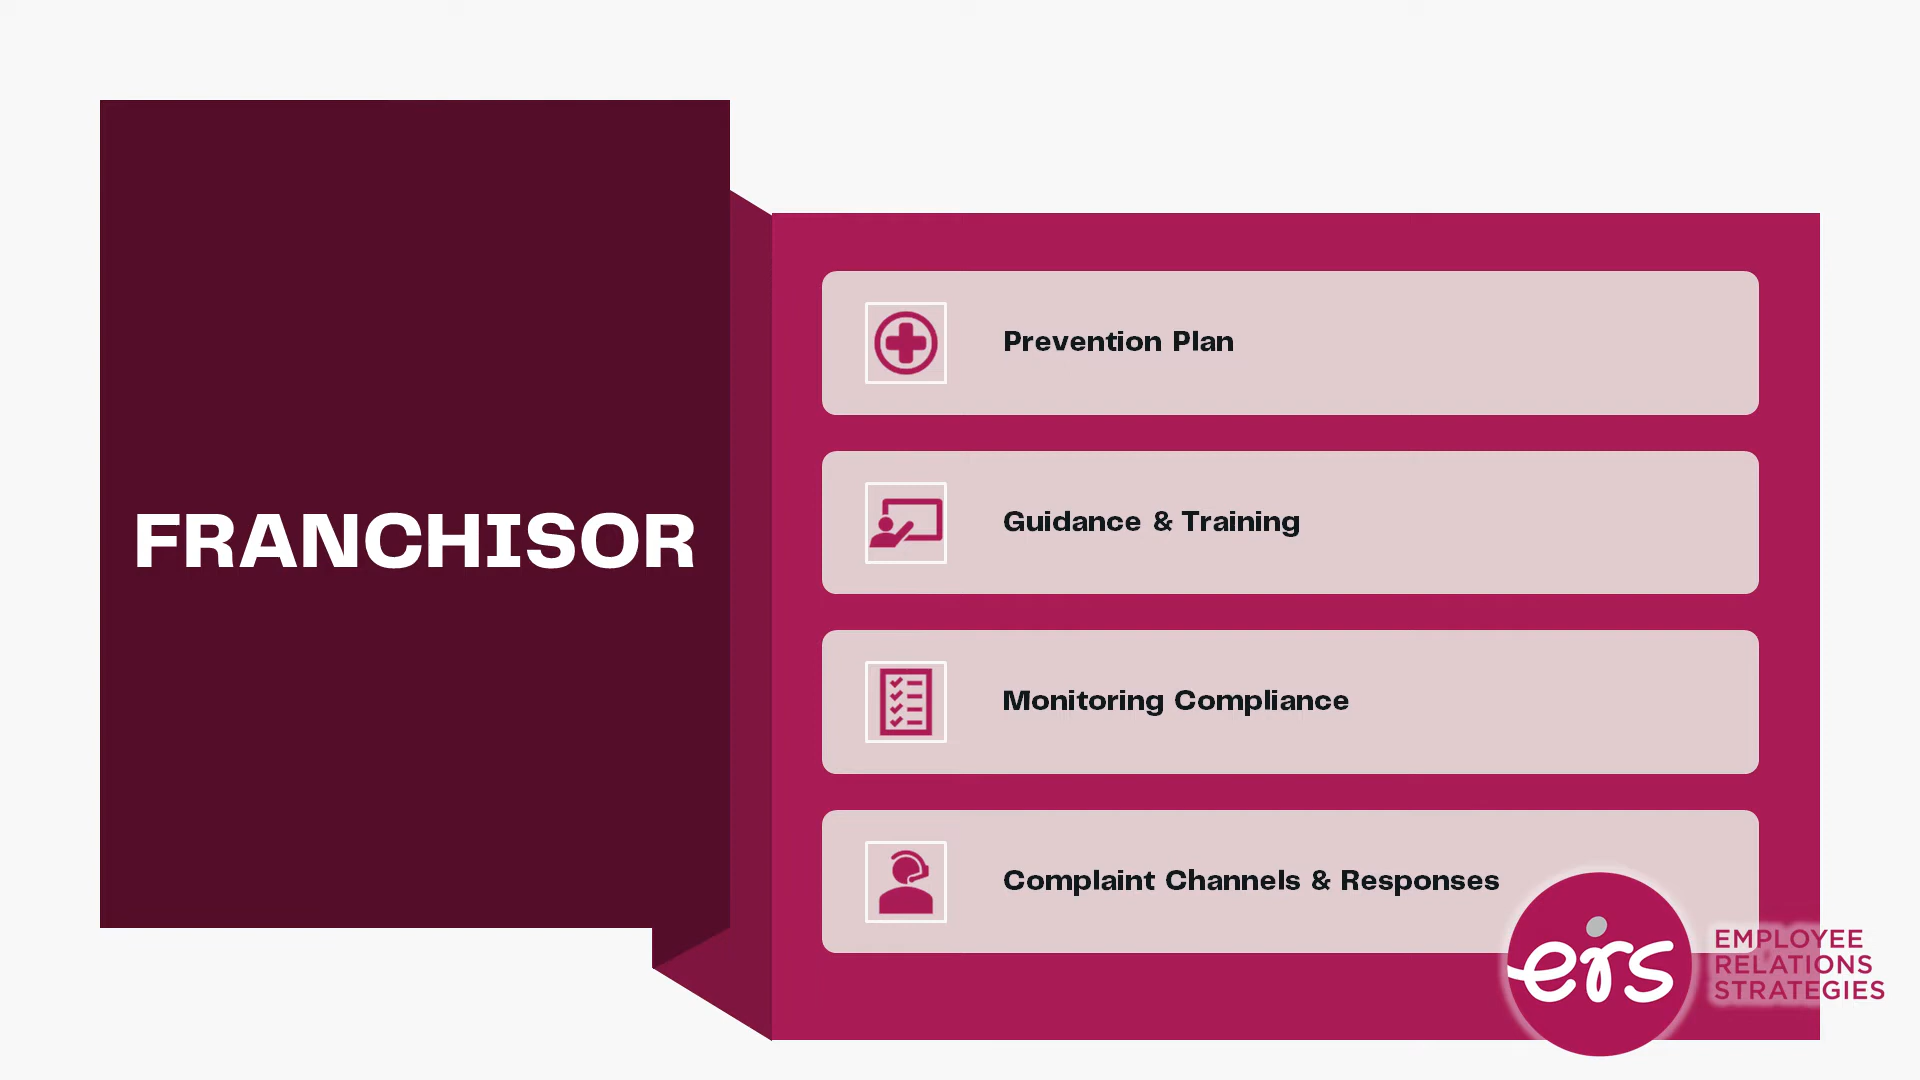 FRANCHISOR
Prevention Plan
Guidance & Training
Monitoring Compliance
Complaint Channels & Responses
ers
EMPLOYEE
RELATIONS
STRATEGIES